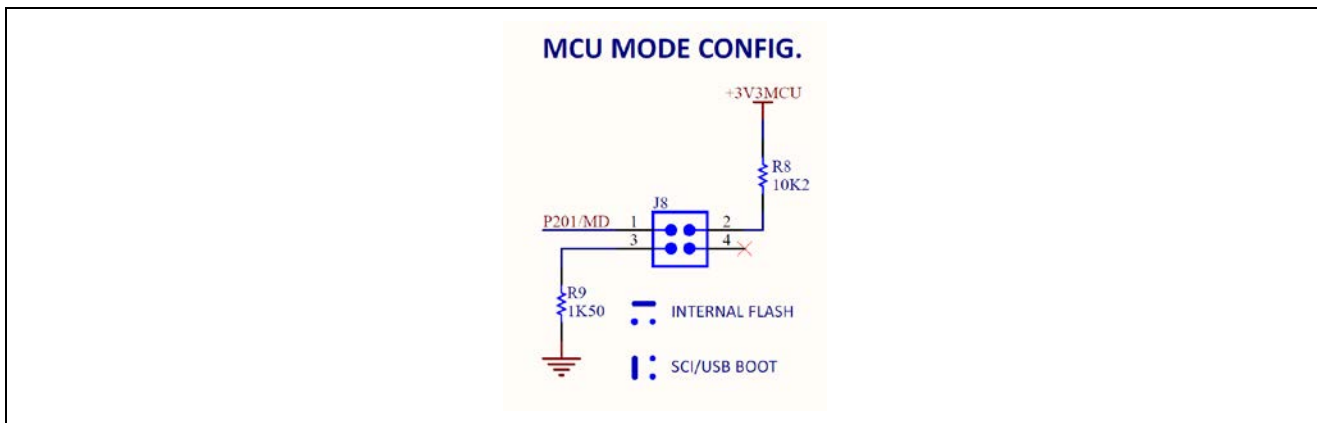 MCU MODE CONFIG.
+3V3MCU
R8
10K2
J8
P201/MD 1 2
3 4
R9
1K50
INTERNAL FLASH
SCI/USB BOOT